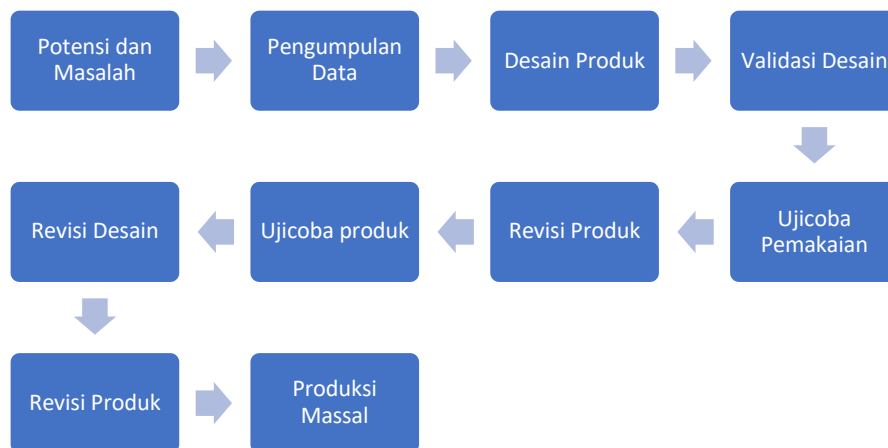 Potensi dan
Masalah
Pengumpulan
Data
Desain Produk
Validasi Desain
Ujicoba
Pemakaian
Revisi Produk
Ujicoba produk
Revisi Desain
Revisi Produk
Produksi
Massal